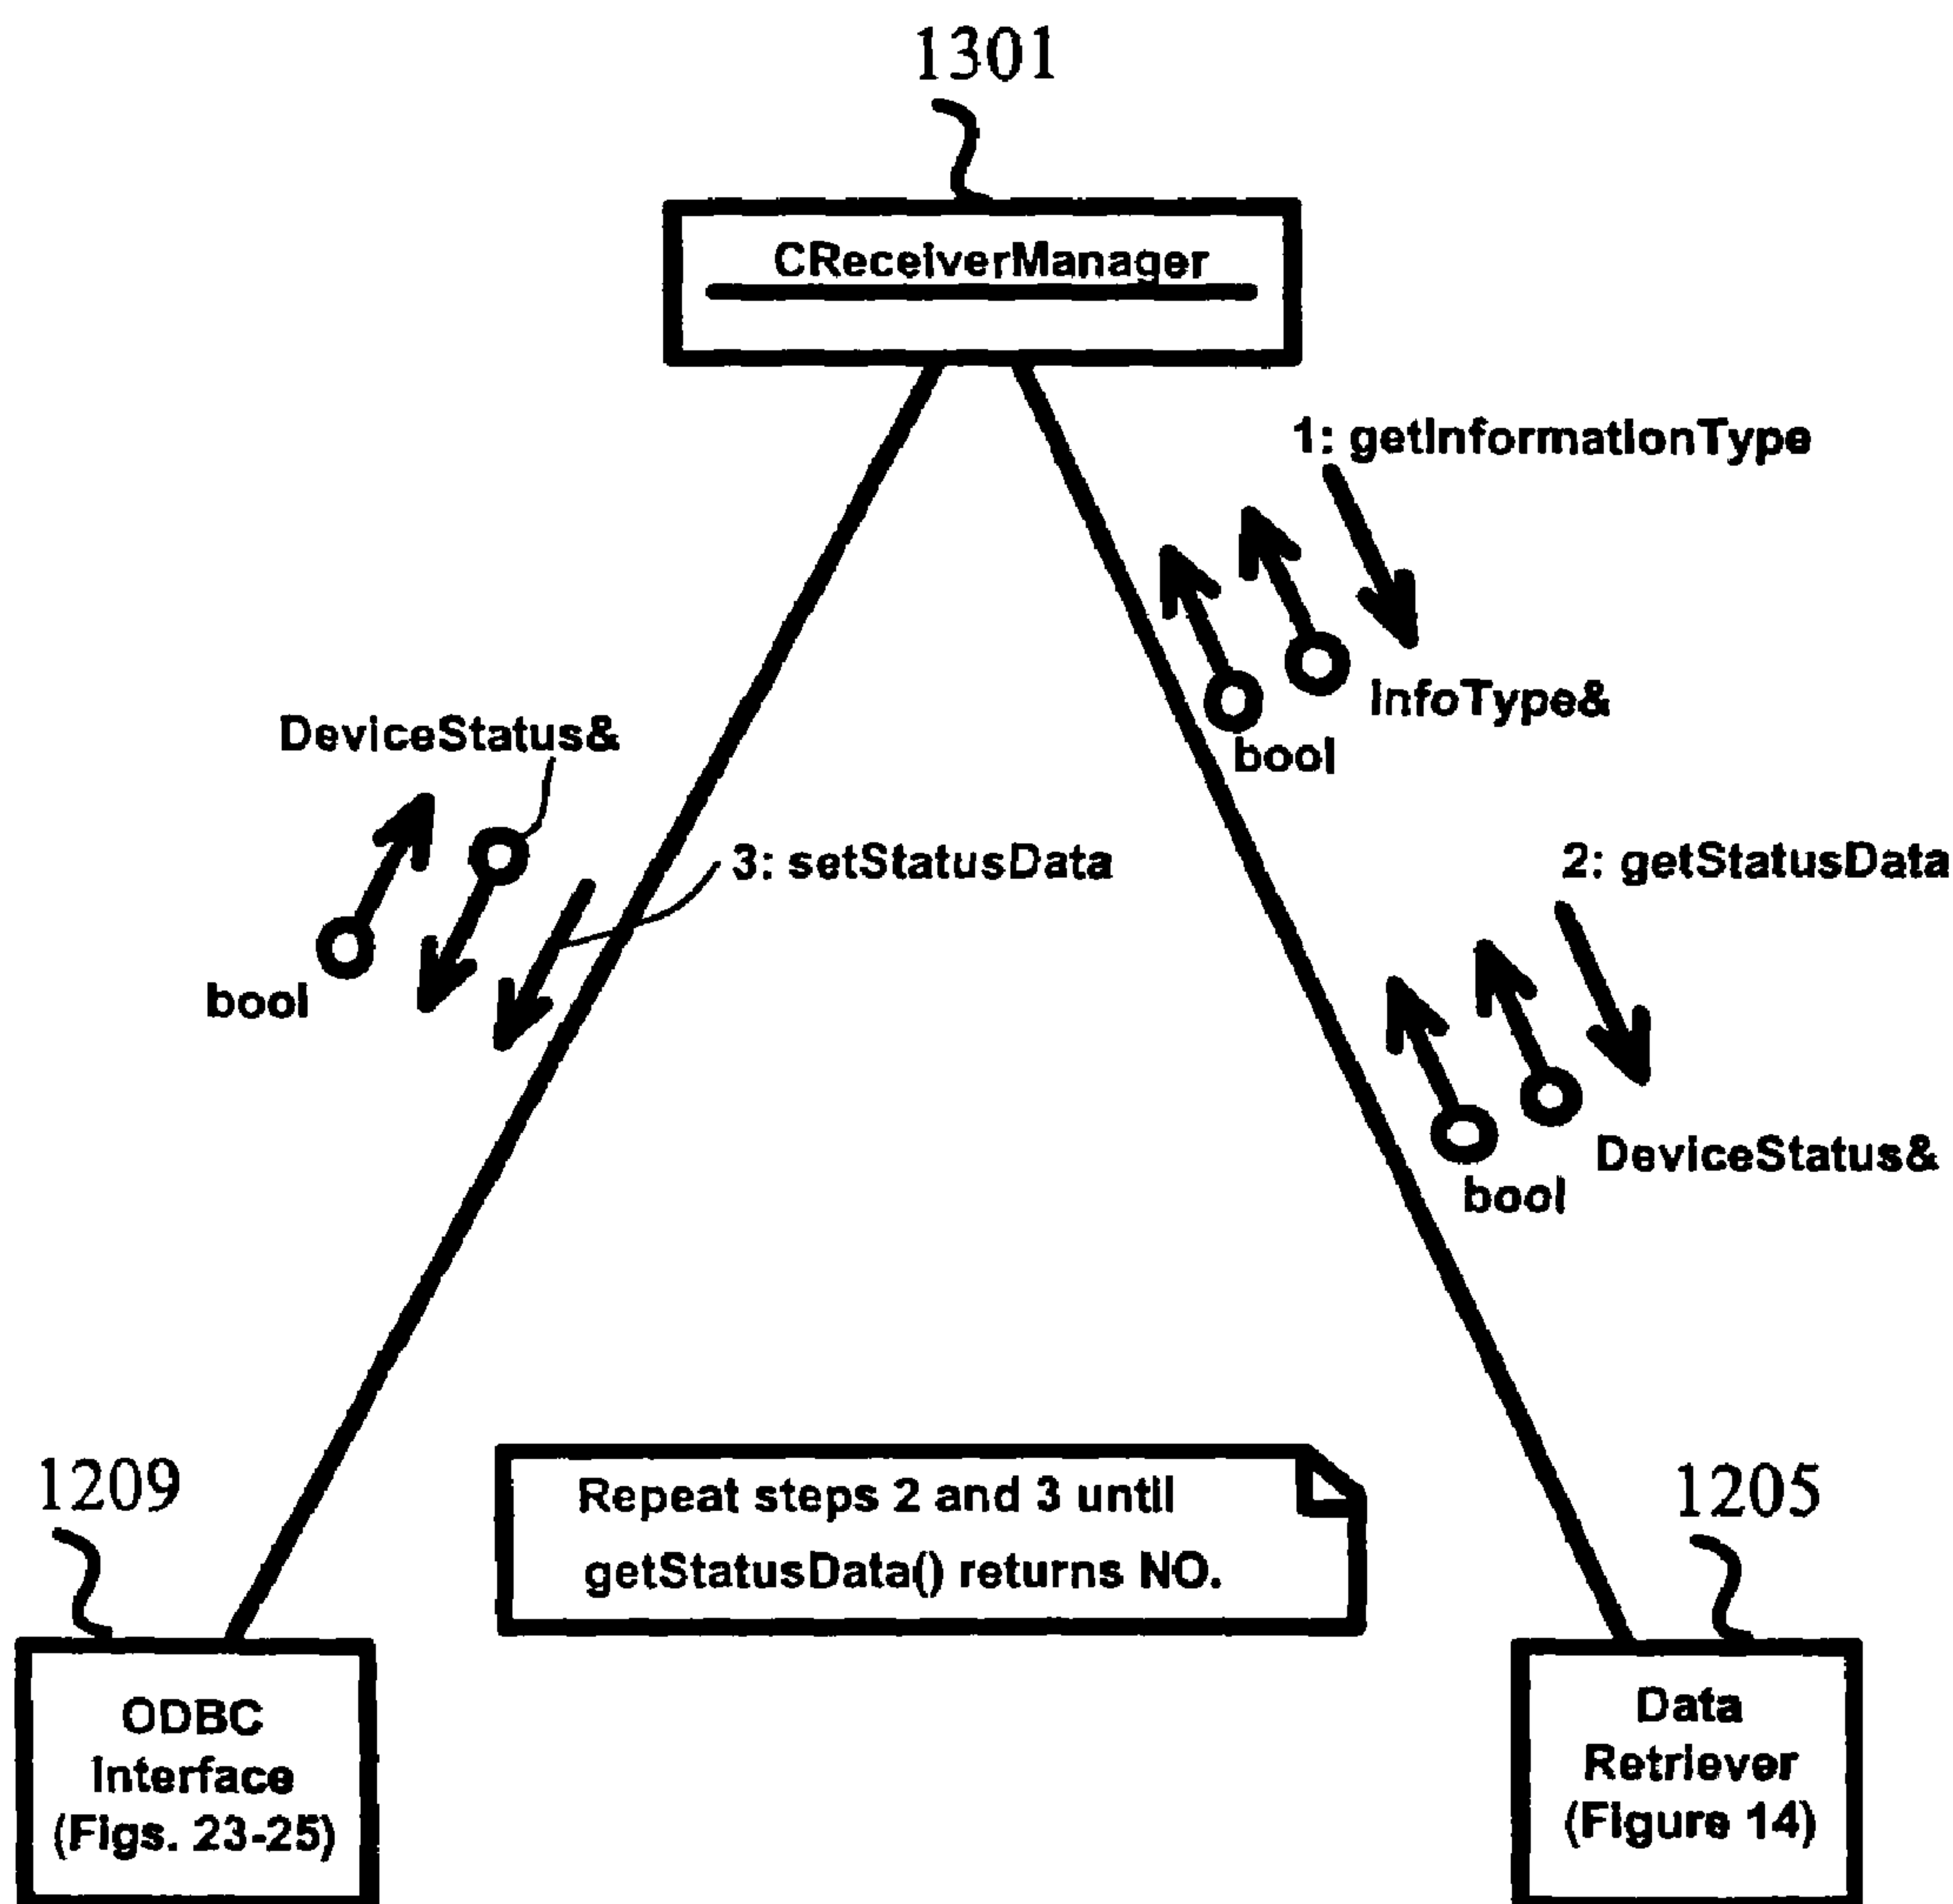 1301
CReceiverManager
1: getInformationType
InfoType&
bool
DeviceStatus&
3: setStatusData
2: getStatusData
bool
DeviceStatus&
bool
1209
Repeat steps 2 and 3 until
getStatusData() returns NO.
1205
ODBC
Interface
(Figs. 23-25)
Data
Retriever
(Figure 14)